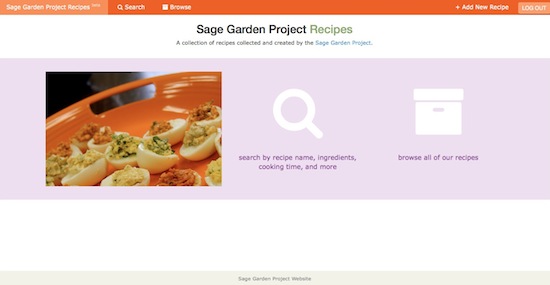 Sage Garden Project Recipes beta Search Browse + Add New Recipe LOG OUT
Sage Garden Project Recipes
A collection of recipes collected and created by the Sage Garden Project.
search by recipe name, ingredients,
cooking time, and more
browse all of our recipes
Sage Garden Project Website